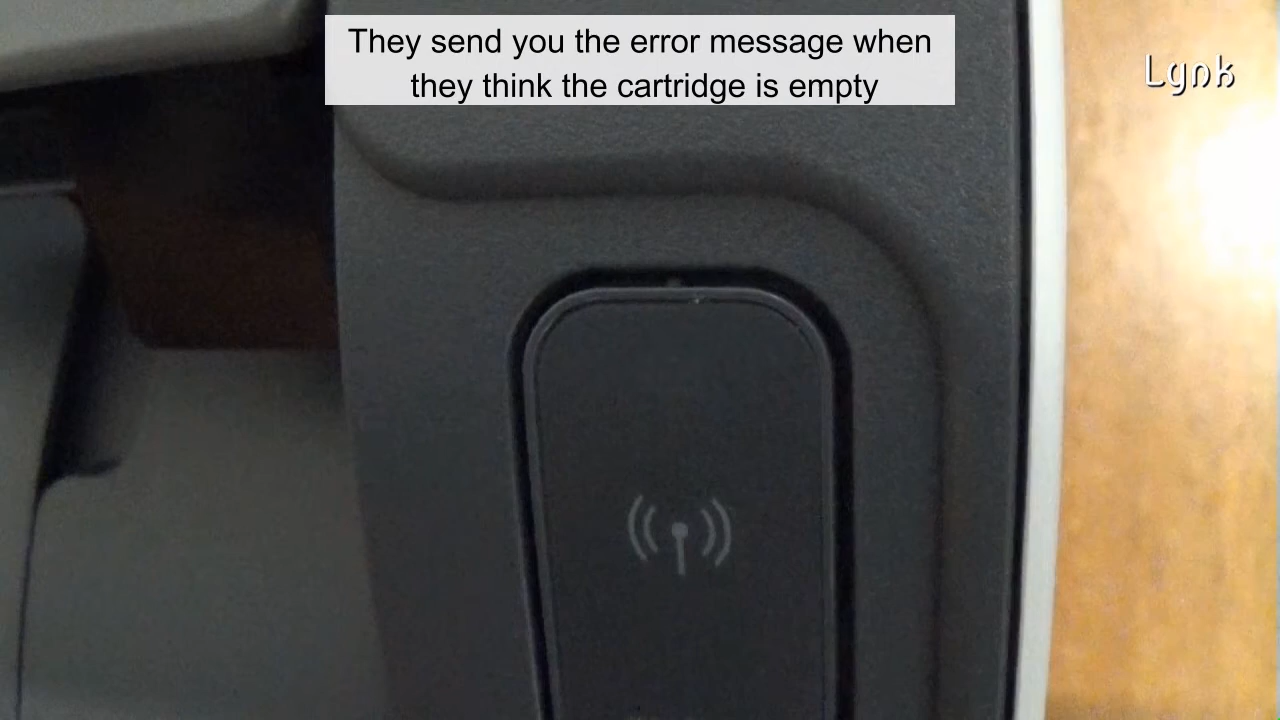 They send you the error message when
they think the cartridge is empty
Lynk